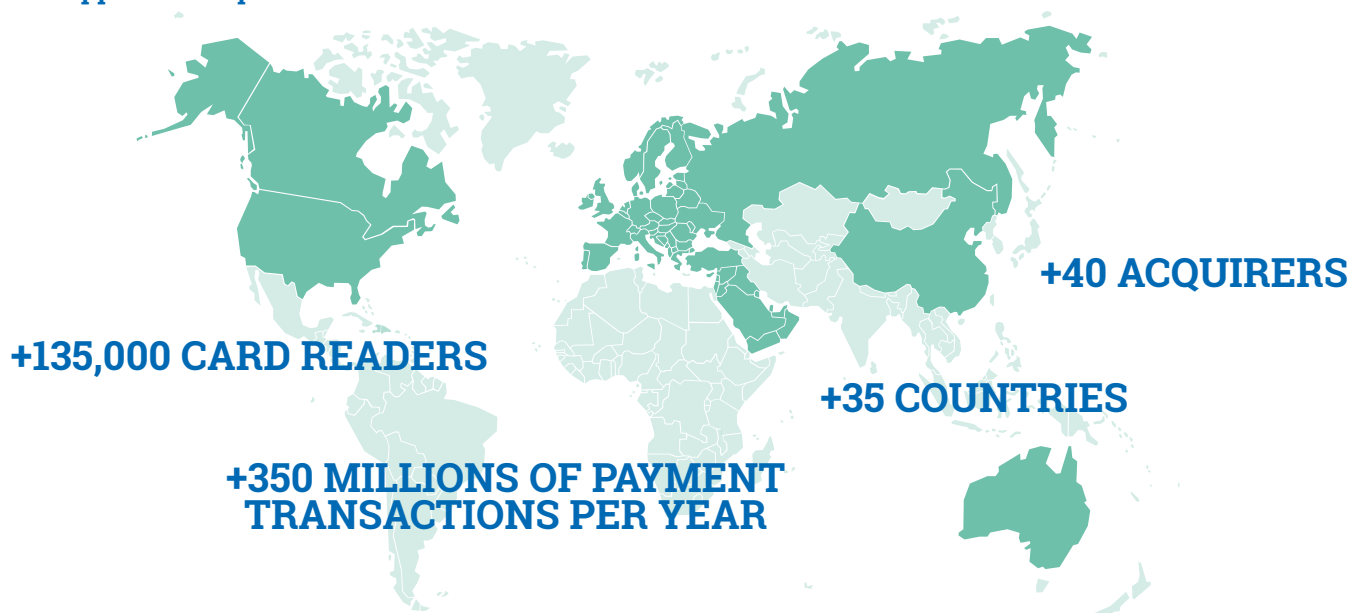 +40 ACQUIRERS
+135,000 CARD READERS
+35 COUNTRIES
+350 MILLIONS OF PAYMENT
TRANSACTIONS PER YEAR